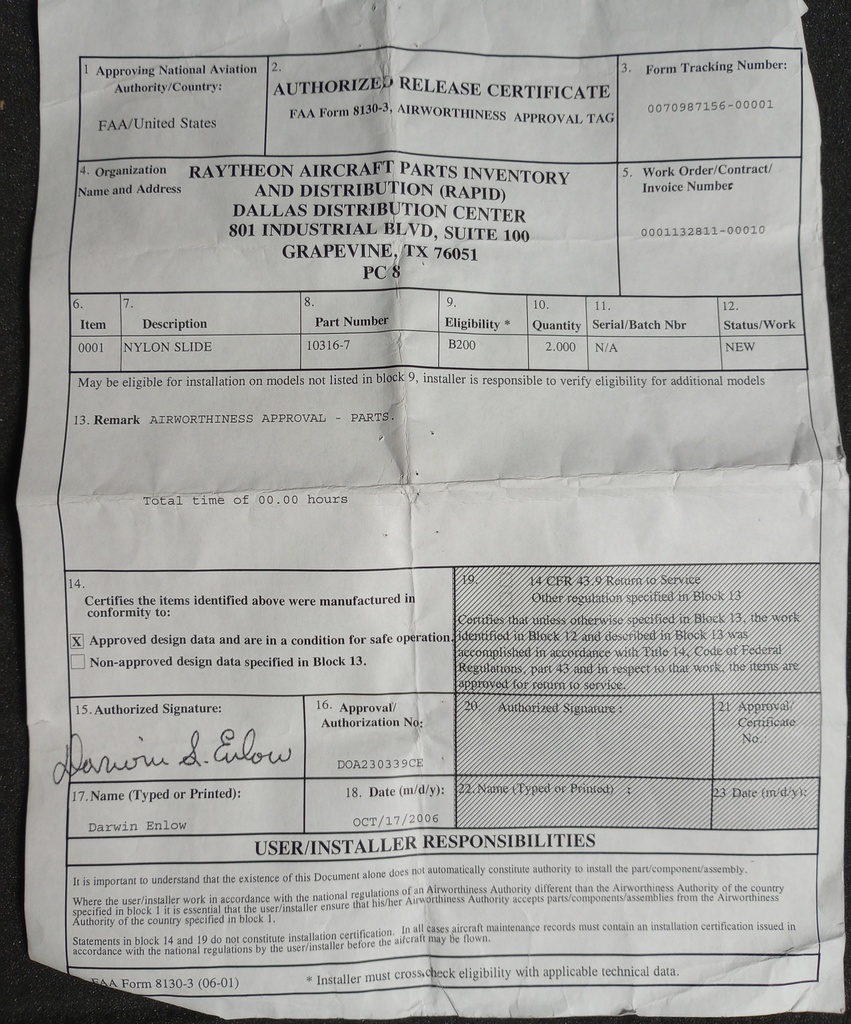 1 Approving National Aviation
Authority/Country:
FAA/United States
2.
AUTHORIZED RELEASE CERTIFICATE
FAA Form 8130-3, AIRWORTHINESS APPROVAL TAG
3. Form Tracking Number:
0070987156-00001
4. Organization
Name and Address
RAYTHEON AIRCRAFT PARTS INVENTORY
AND DISTRIBUTION (RAPID)
DALLAS DISTRIBUTION CENTER
801 INDUSTRIAL BLVD, SUITE 100
GRAPEVINE, TX 76051
PC 8
5. Work Order/Contract/
Invoice Number
0001132811-00010
6. 7. 8. 9. 10. 11. 12.
Item Description Part Number Eligibility * Quantity Serial/Batch Nbr Status/Work
0001 NYLON SLIDE 10316-7 B200 2.000 N/A NEW
May be eligible for installation on models not listed in block 9, installer is responsible to verify eligibility for additional models
13. Remark AIRWORTHINESS APPROVAL - PARTS.
Total time of 00.00 hours
14.
Certifies the items identified above were manufactured in
conformity to:
X Approved design data and are in a condition for safe operation.
Non-approved design data specified in Block 13.
19. 14 CFR 43.9 Return to Service
Other regulation specified in Block 13
Certifies that unless otherwise specified in Block 13, the work
identified in Block 12 and described in Block 13 was
accomplished in accordance with Title 14, Code of Federal
Regulations, part 43 and in respect to that work, the items are
approved for return to service.
15. Authorized Signature:
Darwin S. Enlow
16. Approval/
Authorization No:
DOA230339CE
20. Authorized Signature :
21 Approval/
Certificate
No.:
17. Name (Typed or Printed):
Darwin Enlow
18. Date (m/d/y):
OCT/17/2006
22. Name (Typed or Printed) :
23 Date (m/d/y):
USER/INSTALLER RESPONSIBILITIES
It is important to understand that the existence of this Document alone does not automatically constitute authority to install the part/component/assembly.
Where the user/installer work in accordance with the national regulations of an Airworthiness Authority different than the Airworthiness Authority of the country
specified in block 1 it is essential that the user/installer ensure that his/her Airworthiness Authority accepts parts/components/assemblies from the Airworthiness
Authority of the country specified in block 1.
Statements in block 14 and 19 do not constitute installation certification. In all cases aircraft maintenance records must contain an installation certification issued in
accordance with the national regulations by the user/installer before the aifcraft may be flown.
FAA Form 8130-3 (06-01)
* Installer must cross check eligibility with applicable technical data.